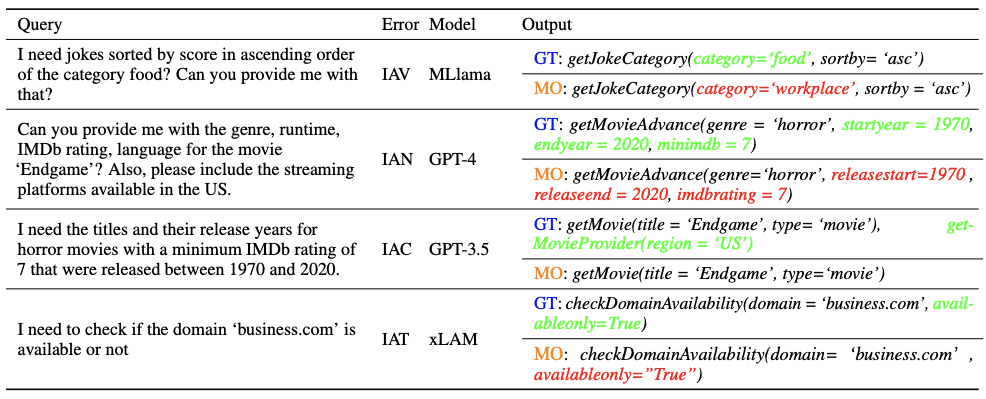 Query Error Model Output
I need jokes sorted by score in ascending order
of the category food? Can you provide me with
that?
IAV MLlama
GT: getJokeCategory(category=‘food’, sortby= ‘asc’)
MO: getJokeCategory(category=‘workplace’, sortby = ‘asc’)
Can you provide me with the genre, runtime,
IMDb rating, language for the movie
‘Endgame’? Also, please include the streaming
platforms available in the US.
IAN GPT-4
GT: getMovieAdvance(genre = ‘horror’, startyear = 1970,
endyear = 2020, minimdb = 7)
MO: getMovieAdvance(genre=‘horror’, releasestart=1970 ,
releaseend = 2020, imdbrating = 7)
I need the titles and their release years for
horror movies with a minimum IMDb rating of
7 that were released between 1970 and 2020.
IAC GPT-3.5
GT: getMovie(title = ‘Endgame’, type= ‘movie’), get-
MovieProvider(region = ‘US’)
MO: getMovie(title = ‘Endgame’, type=‘movie’)
I need to check if the domain ‘business.com’ is
available or not
IAT xLAM
GT: checkDomainAvailability(domain = ‘business.com’, avail-
ableonly=True)
MO: checkDomainAvailability(domain= ‘business.com’ ,
availableonly=”True”)